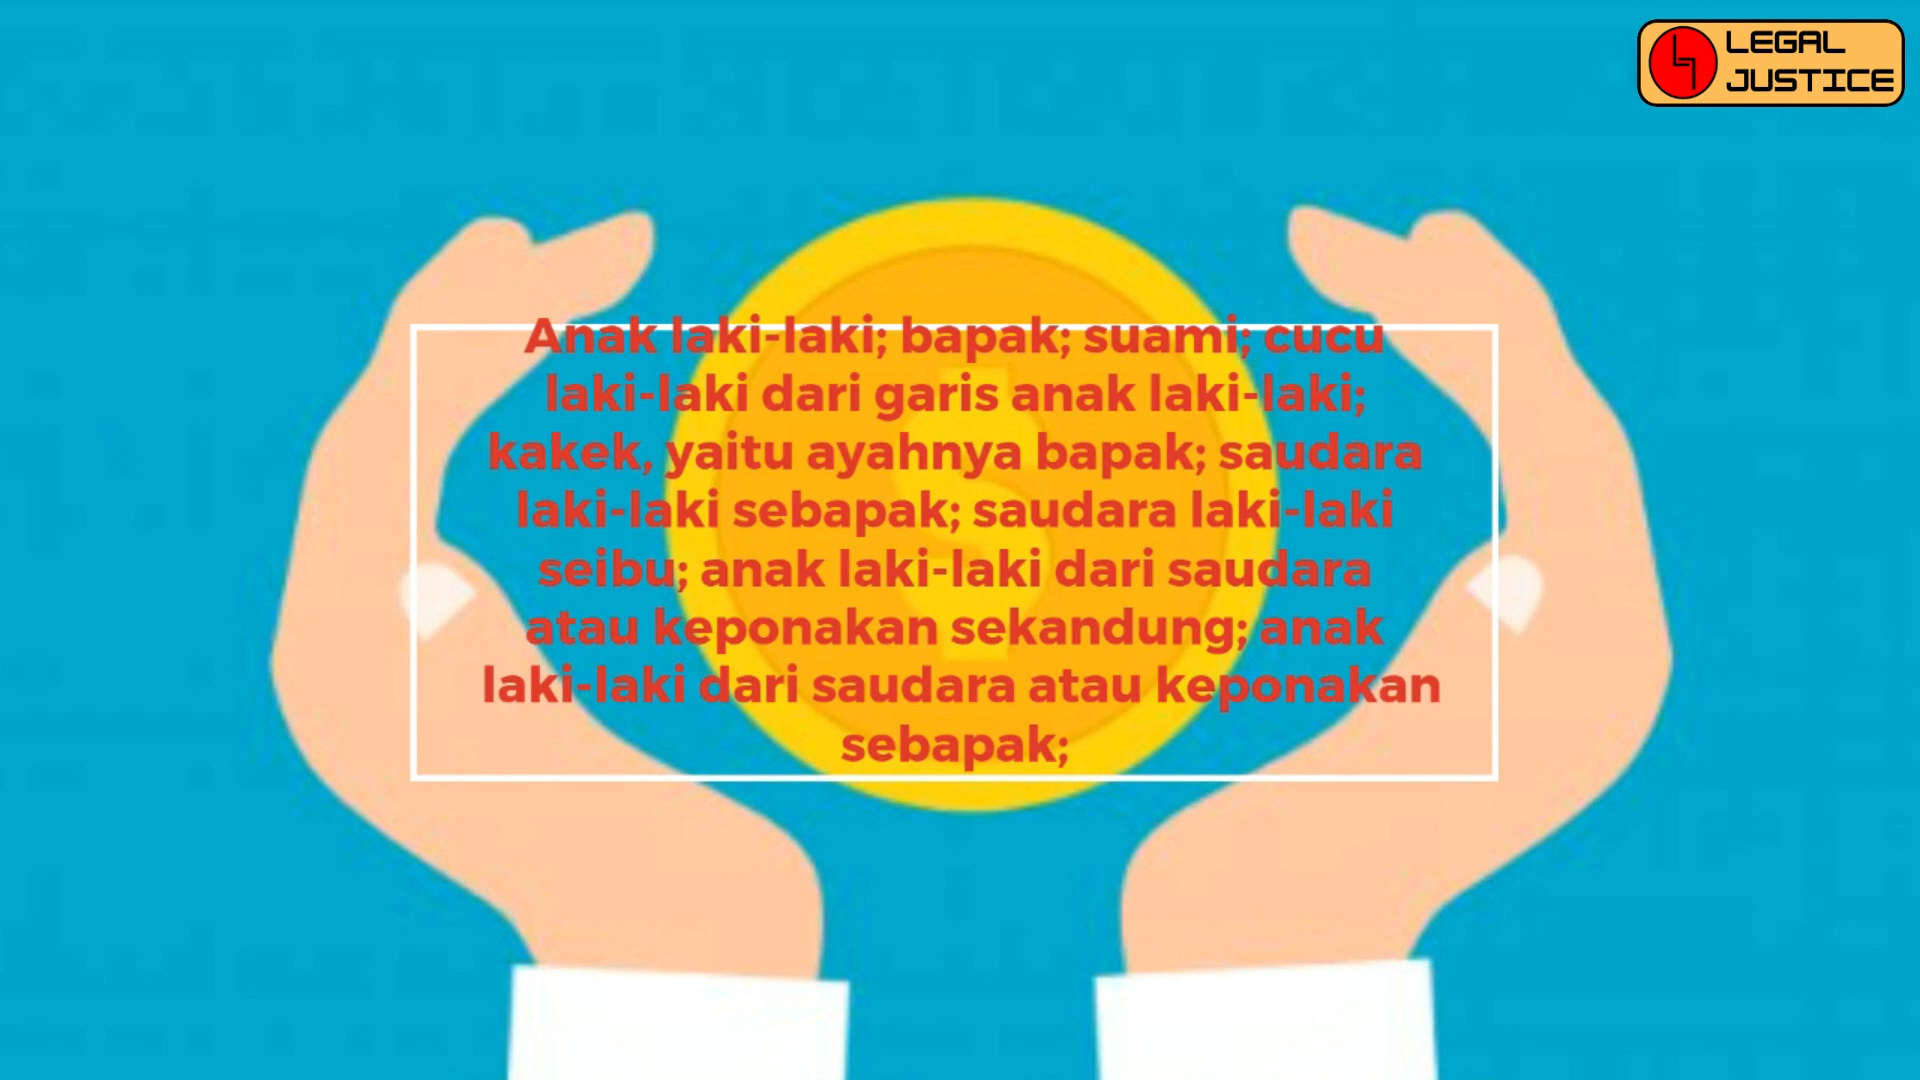 LEGAL
JUSTICE
Anak laki-laki; bapak; suami; cucu
laki-laki dari garis anak laki-laki;
kakek, yaitu ayahnya bapak; saudara
laki-laki sebapak; saudara laki-laki
seibu; anak laki-laki dari saudara
atau keponakan sekandung; anak
laki-laki dari saudara atau keponakan
sebapak;